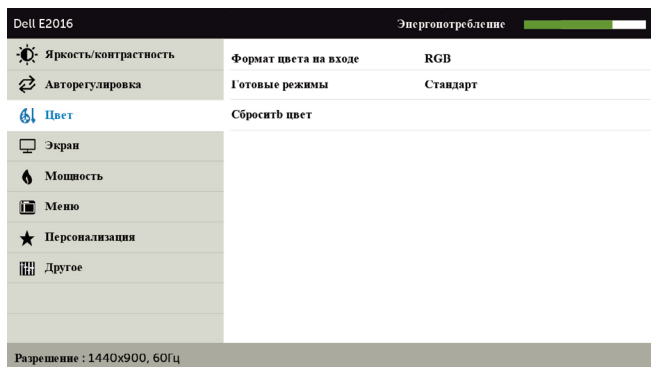 Dell E2016 Энергопотребление
Яркость/контрастность Формат цвета на входе RGB
Авторегулировка Готовые режимы Стандарт
Цвет Сброситb цвет
Экран
Мощность
Меню
Персонализация
Другое
Разрешение : 1440x900, 60Гц